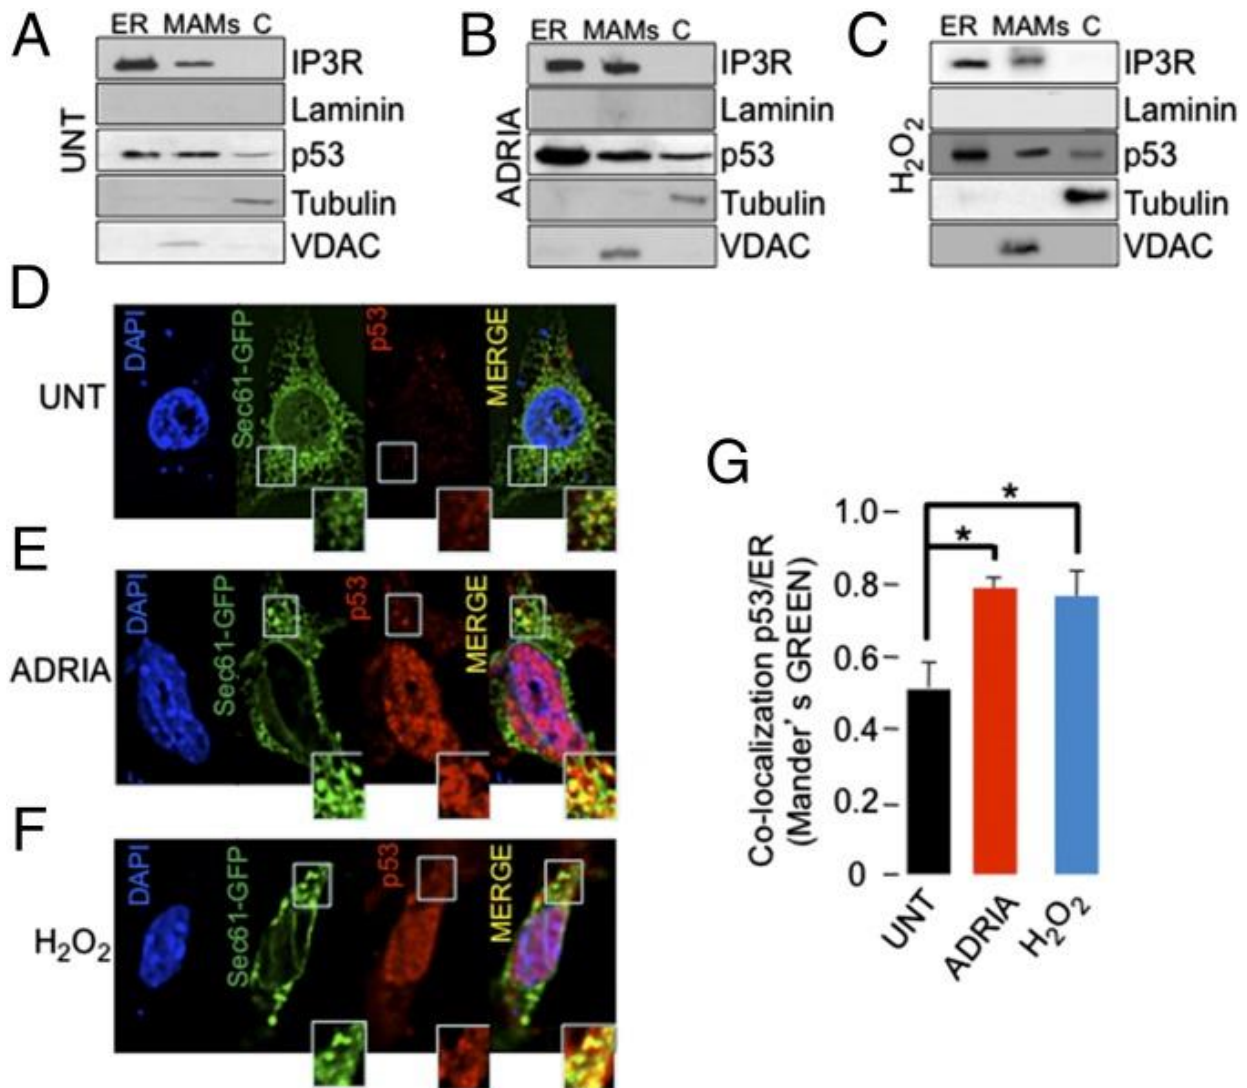 A
ER MAMs C
UNT
IP3R
Laminin
p53
Tubulin
VDAC
B
ER MAMs C
ADRIA
IP3R
Laminin
p53
Tubulin
VDAC
C
ER MAMs C
H₂O₂
IP3R
Laminin
p53
Tubulin
VDAC
D
UNT
DAPI
Sec61-GFP
p53
MERGE
E
ADRIA
DAPI
Sec61-GFP
p53
MERGE
F
H₂O₂
DAPI
Sec61-GFP
p53
MERGE
G
Co-localization p53/ER
(Mander's GREEN)
1.0
0.8
0.6
0.4
0.2
0
*
*
UNT
ADRIA
H₂O₂